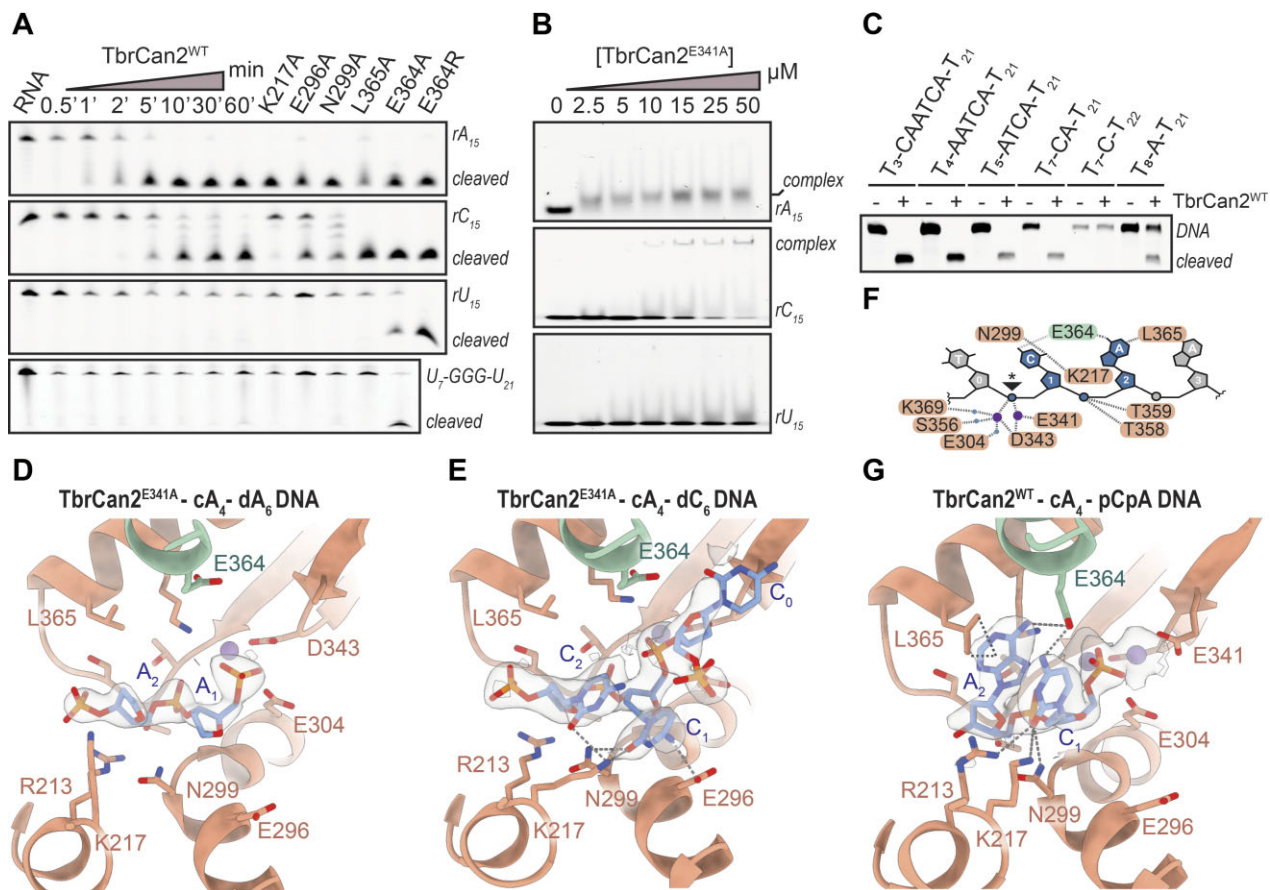 A
TbrCan2WT
min
RNA 0.5' 1' 2' 5' 10' 30' 60' K217A E296A N299A L365A E364A E364R
rA15
cleaved
rC15
cleaved
rU15
cleaved
U7-GGG-U21
cleaved
B
[TbrCan2E341A]
μM
0 2.5 5 10 15 25 50
complex
rA15
complex
rC15
rU15
C
T3-CAATCA-T21
T4-AATCA-T21
T5-ATCA-T21
T7-CA-T21
T7-C-T22
T8-A-T21
- + - + - + - + - + - + TbrCan2WT
DNA
cleaved
F
N299 E364 L365
T C A A
K217
0 * 1 2 3
K369 E341 T359
S356 T358
E304 D343
D
TbrCan2E341A - cA4 - dA6 DNA
E364
L365
D343
A2 A1
E304
R213
N299
K217
E296
E
TbrCan2E341A - cA4 - dC6 DNA
E364
C0
L365
C2
C1
R213
N299
E296
K217
G
TbrCan2WT - cA4 - pCpA DNA
E364
L365
E341
A2
E304
C1
R213
N299
K217
E296